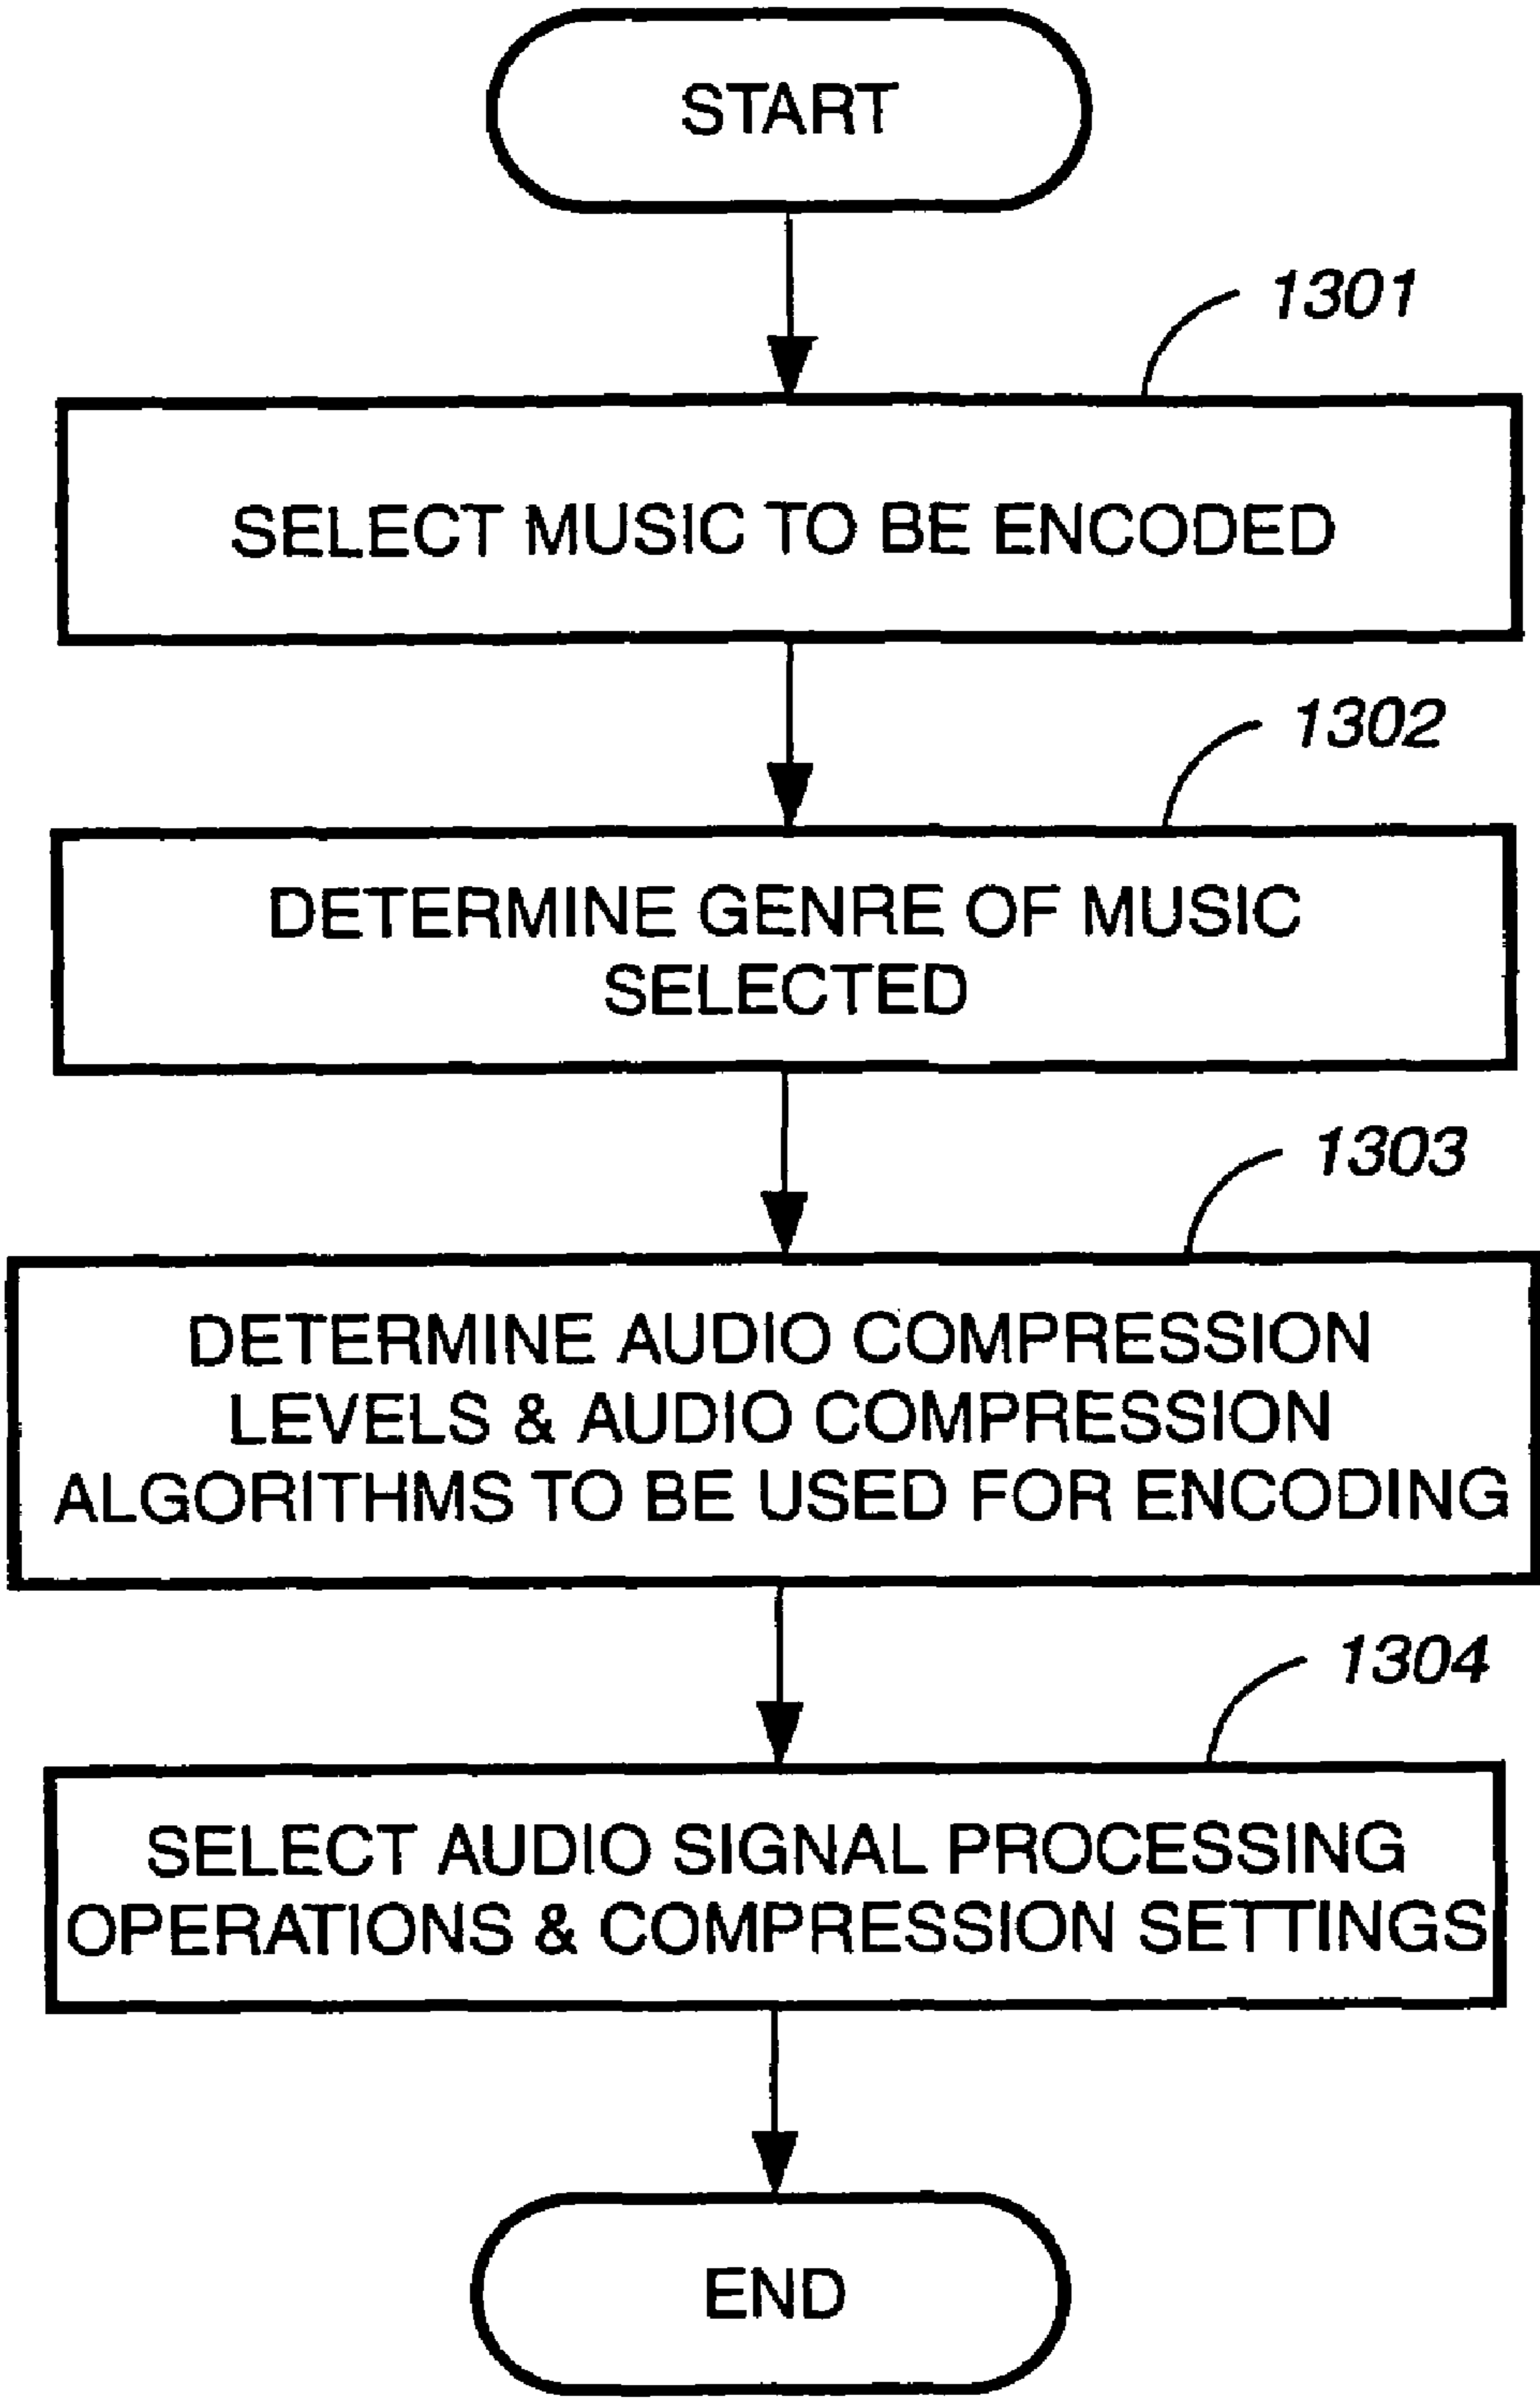 START
1301
SELECT MUSIC TO BE ENCODED
1302
DETERMINE GENRE OF MUSIC
SELECTED
1303
DETERMINE AUDIO COMPRESSION
LEVELS & AUDIO COMPRESSION
ALGORITHMS TO BE USED FOR ENCODING
1304
SELECT AUDIO SIGNAL PROCESSING
OPERATIONS & COMPRESSION SETTINGS
END